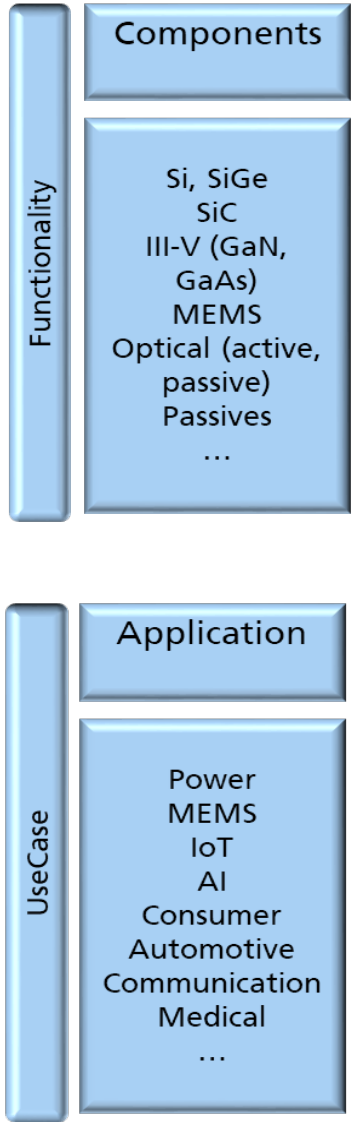 Functionality
Components
Si, SiGe
SiC
III-V (GaN,
GaAs)
MEMS
Optical (active,
passive)
Passives
...
UseCase
Application
Power
MEMS
IoT
AI
Consumer
Automotive
Communication
Medical
...